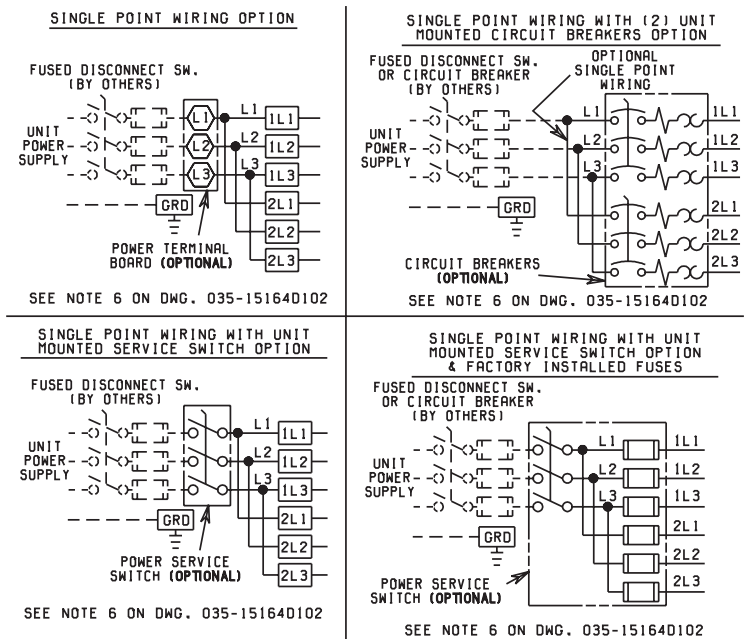 SINGLE POINT WIRING OPTION
FUSED DISCONNECT SW.
(BY OTHERS)
UNIT
POWER
SUPPLY
L1
L2
L3
L1
L2
L3
1L1
1L2
1L3
2L1
2L2
2L3
GRD
POWER TERMINAL
BOARD (OPTIONAL)
SEE NOTE 6 ON DWG. 035-15164D102
SINGLE POINT WIRING WITH (2) UNIT
MOUNTED CIRCUIT BREAKERS OPTION
FUSED DISCONNECT SW.
OR CIRCUIT BREAKER
(BY OTHERS)
OPTIONAL
SINGLE POINT
WIRING
UNIT
POWER
SUPPLY
L1
L2
L3
1L1
1L2
1L3
2L1
2L2
2L3
GRD
CIRCUIT BREAKERS
(OPTIONAL)
SEE NOTE 6 ON DWG. 035-15164D102
SINGLE POINT WIRING WITH UNIT
MOUNTED SERVICE SWITCH OPTION
FUSED DISCONNECT SW.
(BY OTHERS)
UNIT
POWER
SUPPLY
L1
L2
L3
1L1
1L2
1L3
2L1
2L2
2L3
GRD
POWER SERVICE
SWITCH (OPTIONAL)
SEE NOTE 6 ON DWG. 035-15164D102
SINGLE POINT WIRING WITH UNIT
MOUNTED SERVICE SWITCH OPTION
& FACTORY INSTALLED FUSES
FUSED DISCONNECT SW.
OR CIRCUIT BREAKER
(BY OTHERS)
UNIT
POWER
SUPPLY
L1
L2
L3
1L1
1L2
1L3
2L1
2L2
2L3
GRD
POWER SERVICE
SWITCH (OPTIONAL)
SEE NOTE 6 ON DWG. 035-15164D102